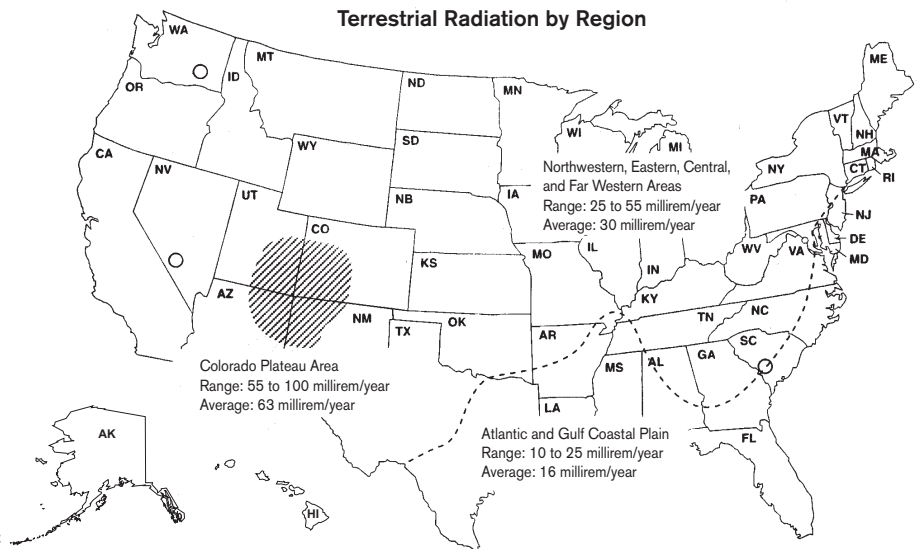 Terrestrial Radiation by Region
WA
MT
ME
ID
ND
MN
OR
VT
NH
WI
MI
SD
MA
NY
CT
RI
CA
WY
NV
Northwestern, Eastern, Central,
and Far Western Areas
Range: 25 to 55 millirem/year
Average: 30 millirem/year
IA
PA
UT
NB
NJ
CO
DE
WV
VA
MD
IL
MO
KS
IN
AZ
KY
NC
TN
NM
OK
TX
AR
SC
MS
AL
GA
Colorado Plateau Area
Range: 55 to 100 millirem/year
Average: 63 millirem/year
LA
AK
Atlantic and Gulf Coastal Plain
Range: 10 to 25 millirem/year
Average: 16 millirem/year
FL
HI